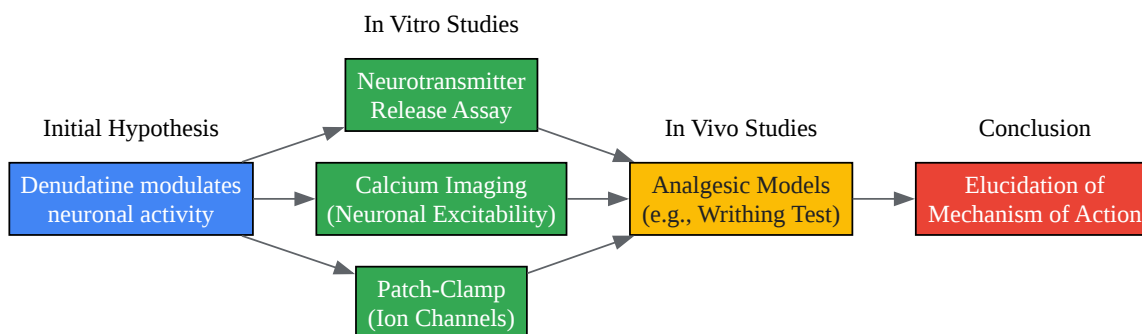 In Vitro Studies
Neurotransmitter
Release Assay
Initial Hypothesis
In Vivo Studies
Conclusion
Denudatine modulates
neuronal activity
Calcium Imaging
(Neuronal Excitability)
Analgesic Models
(e.g., Writhing Test)
Elucidation of
Mechanism of Action
Patch-Clamp
(Ion Channels)